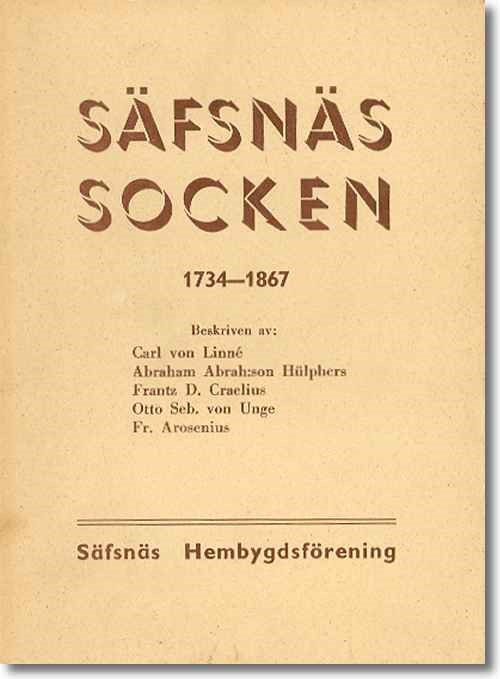 SÄFSNÄS
SOCKEN
1734—1867
Beskriven av:
Carl von Linné
Abraham Abrah:son Hülphers
Frantz D. Craelius
Otto Seb. von Unge
Fr. Arosenius
Säfsnäs Hembygdsförening